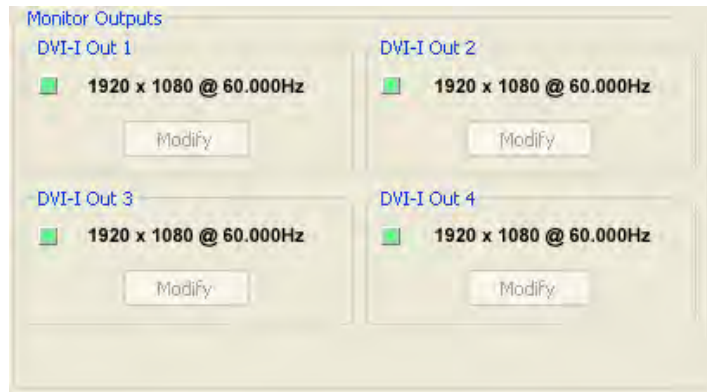 Monitor Outputs
DVI-I Out 1
1920 x 1080 @ 60.000Hz
Modify
DVI-I Out 2
1920 x 1080 @ 60.000Hz
Modify
DVI-I Out 3
1920 x 1080 @ 60.000Hz
Modify
DVI-I Out 4
1920 x 1080 @ 60.000Hz
Modify